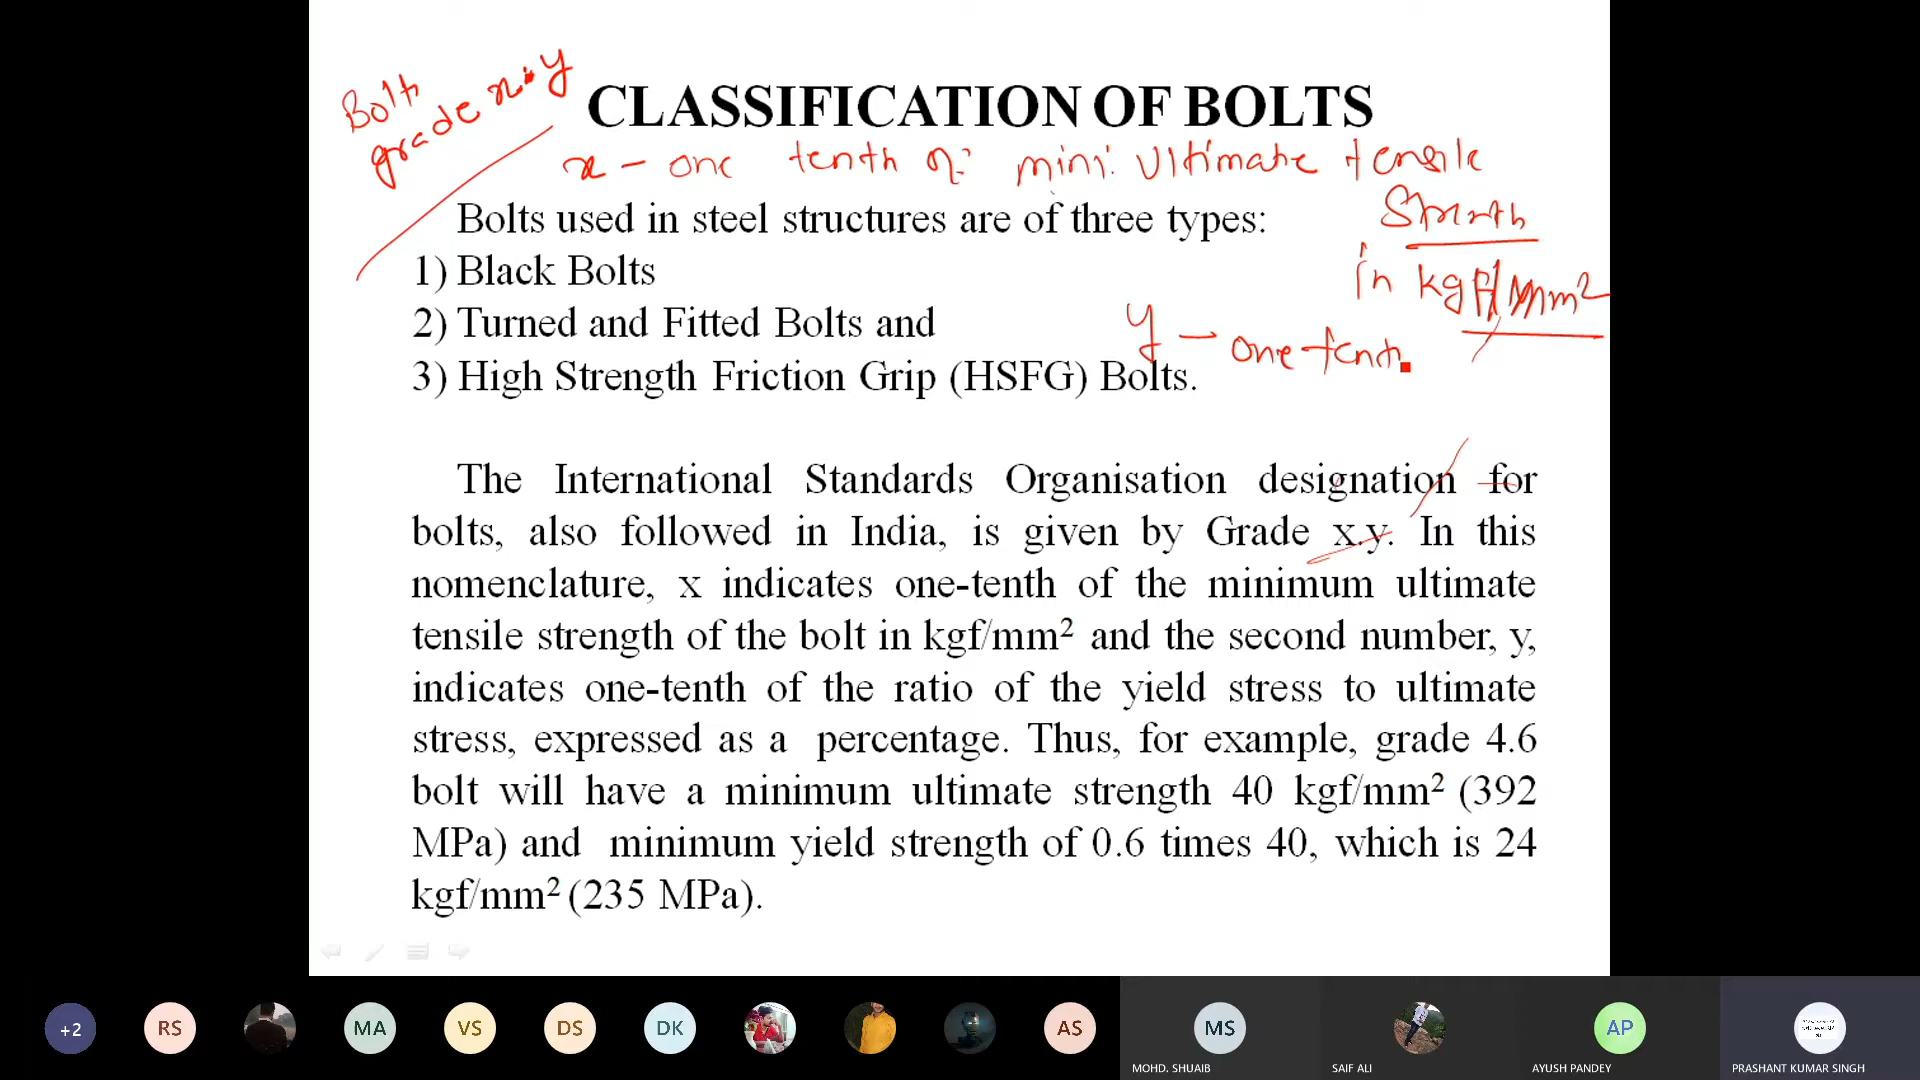 Bolts
grade x.y
CLASSIFICATION OF BOLTS
x - one tenth of mini. Ultimate tensile
Bolts used in steel structures are of three types:
1) Black Bolts
in kgf/mm²
2) Turned and Fitted Bolts and
y - one-tenth
3) High Strength Friction Grip (HSFG) Bolts.
The International Standards Organisation designation for
bolts, also followed in India, is given by Grade x.y. In this
nomenclature, x indicates one-tenth of the minimum ultimate
tensile strength of the bolt in kgf/mm² and the second number, y,
indicates one-tenth of the ratio of the yield stress to ultimate
stress, expressed as a percentage. Thus, for example, grade 4.6
bolt will have a minimum ultimate strength 40 kgf/mm² (392
MPa) and minimum yield strength of 0.6 times 40, which is 24
kgf/mm² (235 MPa).
+2 RS MA VS DS DK AS MS AP
MOHD. SHUAIB SAIF ALI AYUSH PANDEY PRASHANT KUMAR SINGH